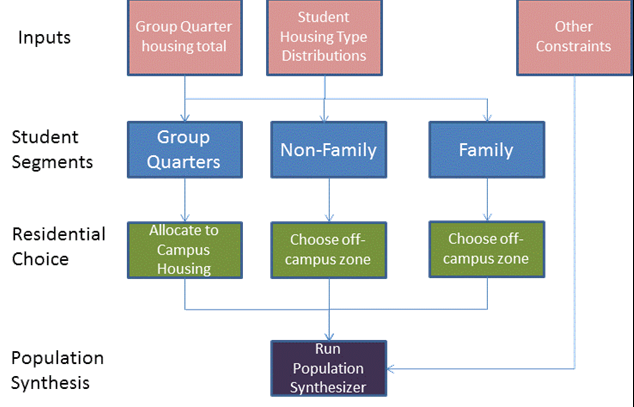 Inputs
Group Quarter
housing total
Student
Housing Type
Distributions
Other
Constraints
Student
Segments
Group
Quarters
Non-Family
Family
Residential
Choice
Allocate to
Campus
Housing
Choose off-
campus zone
Choose off-
campus zone
Population
Synthesis
Run
Population
Synthesizer